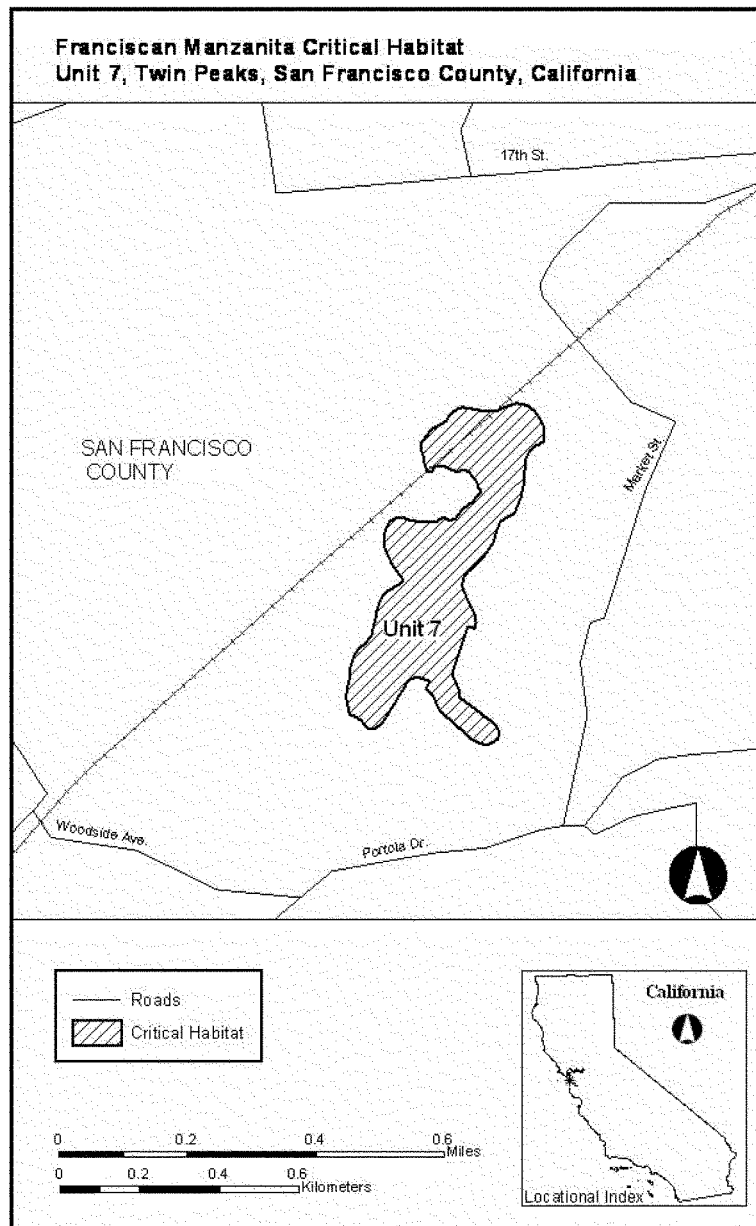 Franciscan Manzanita Critical Habitat
Unit 7, Twin Peaks, San Francisco County, California
17th St.
SAN FRANCISCO
COUNTY
Market St
Unit 7
Woodside Ave.
Portola Dr.
Roads
Critical Habitat
California
0 0.2 0.4 0.6
Miles
0 0.2 0.4 0.6
Kilometers
Locational Index